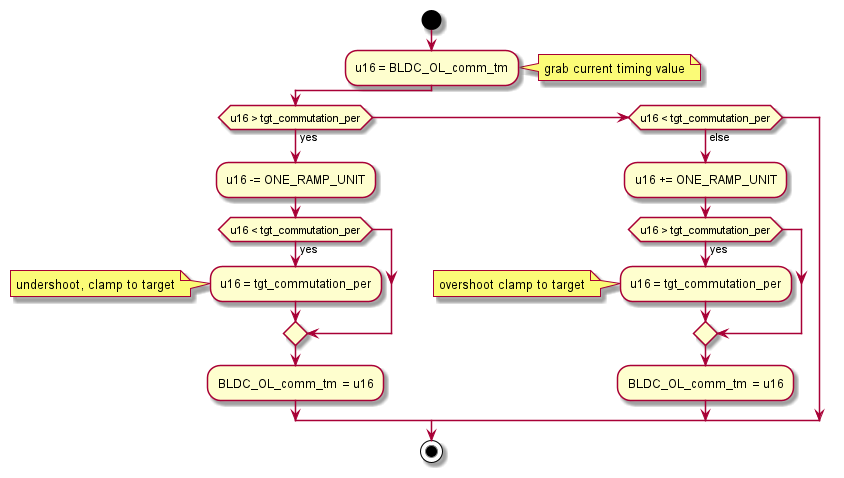 u16 = BLDC_OL_comm_tm
grab current timing value
u16 > tgt_commutation_per
yes
u16 -= ONE_RAMP_UNIT
u16 < tgt_commutation_per
yes
undershoot, clamp to target
u16 = tgt_commutation_per
BLDC_OL_comm_tm = u16
u16 < tgt_commutation_per
else
u16 += ONE_RAMP_UNIT
u16 > tgt_commutation_per
yes
overshoot clamp to target
u16 = tgt_commutation_per
BLDC_OL_comm_tm = u16